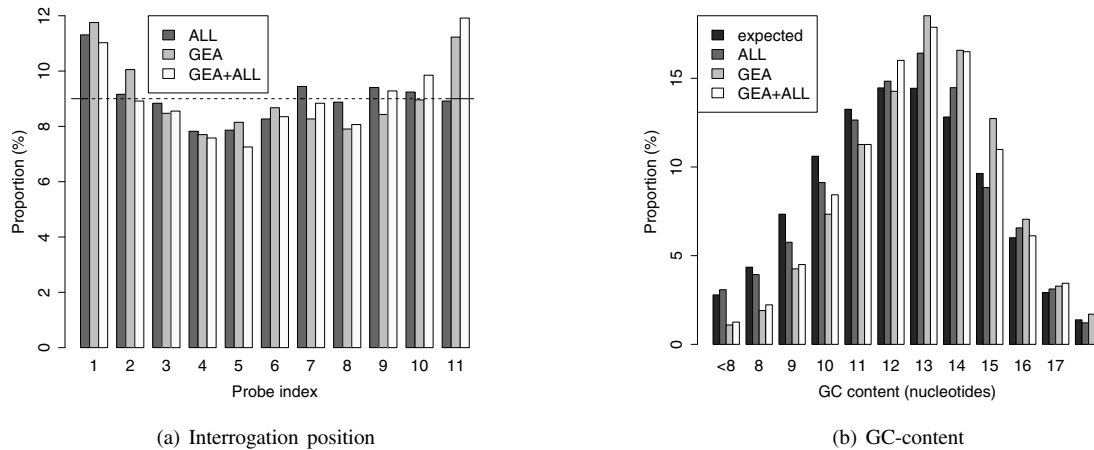 ALL
GEA
GEA+ALL
Proportion (%)
12
10
8
6
4
2
0
1 2 3 4 5 6 7 8 9 10 11
Probe index
(a) Interrogation position
expected
ALL
GEA
GEA+ALL
Proportion (%)
15
10
5
0
<8 8 9 10 11 12 13 14 15 16 17
GC content (nucleotides)
(b) GC-content